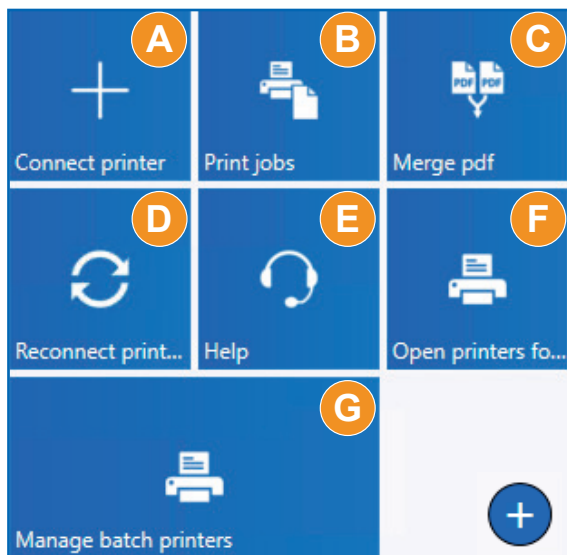 A
B
C
PDF PDF
Connect printer
Print jobs
Merge pdf
D
E
F
Reconnect print...
Help
Open printers fo...
G
Manage batch printers
+